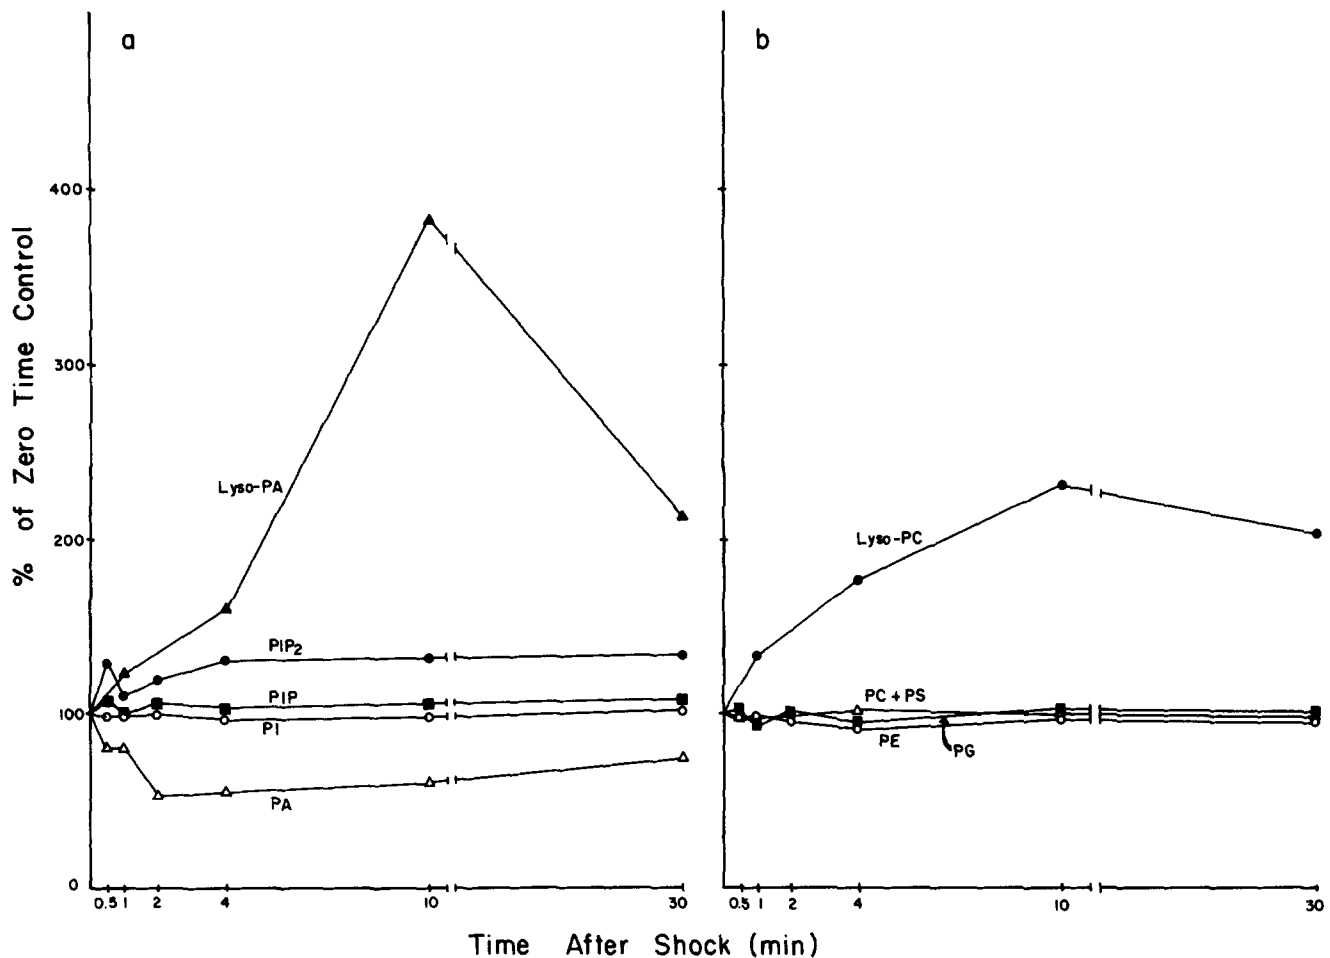 a
b
% of Zero Time Control
400
300
200
100
0
Lyso-PA
PIP2
PIP
PI
PA
Lyso-PC
PC + PS
PE
PG
0.5 1 2 4 10 30
0.5 1 2 4 10 30
Time After Shock (min)